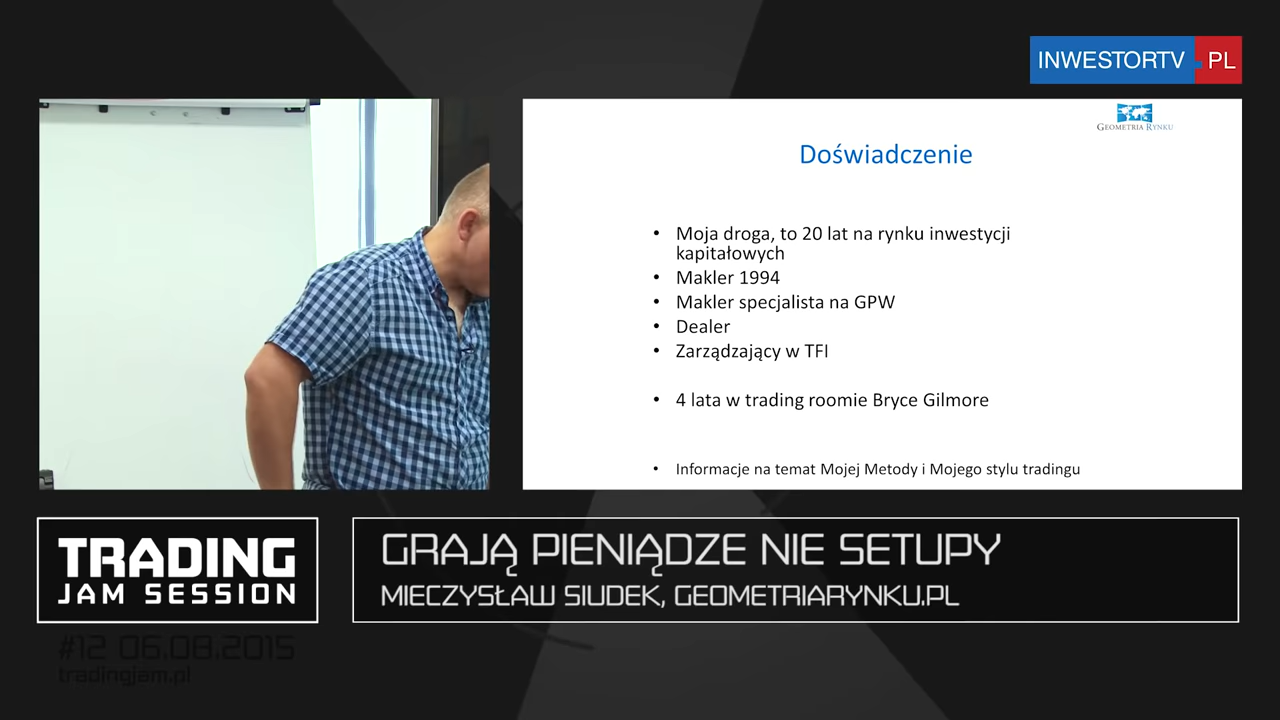 INWESTORTV.PL
GEOMETRIA RYNKU
Doświadczenie
• Moja droga, to 20 lat na rynku inwestycji
kapitałowych
• Makler 1994
• Makler specjalista na GPW
• Dealer
• Zarządzający w TFI
• 4 lata w trading roomie Bryce Gilmore
• Informacje na temat Mojej Metody i Mojego stylu tradingu
TRADING
JAM SESSION
GRAJĄ PIENIĄDZE NIE SETUPY
MIECZYSŁAW SIUDEK, GEOMETRIARYNKU.PL
#12 06.08.2015
tradingjam.pl